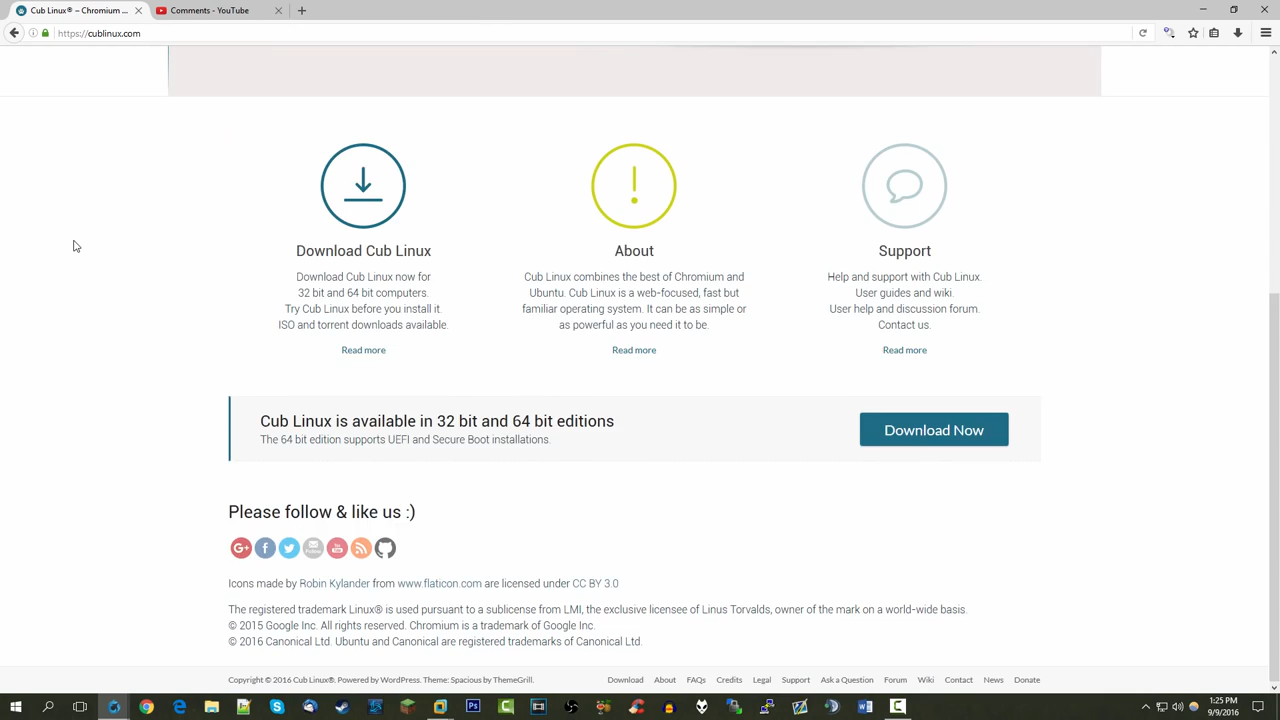 Cub Linux® – Chromium ...
Comments - YouTube
https://cublinux.com
Download Cub Linux
Download Cub Linux now for
32 bit and 64 bit computers.
Try Cub Linux before you install it.
ISO and torrent downloads available.
Read more
About
Cub Linux combines the best of Chromium and
Ubuntu. Cub Linux is a web-focused, fast but
familiar operating system. It can be as simple or
as powerful as you need it to be.
Read more
Support
Help and support with Cub Linux.
User guides and wiki.
User help and discussion forum.
Contact us.
Read more
Cub Linux is available in 32 bit and 64 bit editions
The 64 bit edition supports UEFI and Secure Boot installations.
Download Now
Please follow & like us :)
Icons made by Robin Kylander from www.flaticon.com are licensed under CC BY 3.0
The registered trademark Linux® is used pursuant to a sublicense from LMI, the exclusive licensee of Linus Torvalds, owner of the mark on a world-wide basis.
© 2015 Google Inc. All rights reserved. Chromium is a trademark of Google Inc.
© 2016 Canonical Ltd. Ubuntu and Canonical are registered trademarks of Canonical Ltd.
Copyright © 2016 Cub Linux®. Powered by WordPress. Theme: Spacious by ThemeGrill.
Download About FAQs Credits Legal Support Ask a Question Forum Wiki Contact News Donate
1:25 PM
9/9/2016